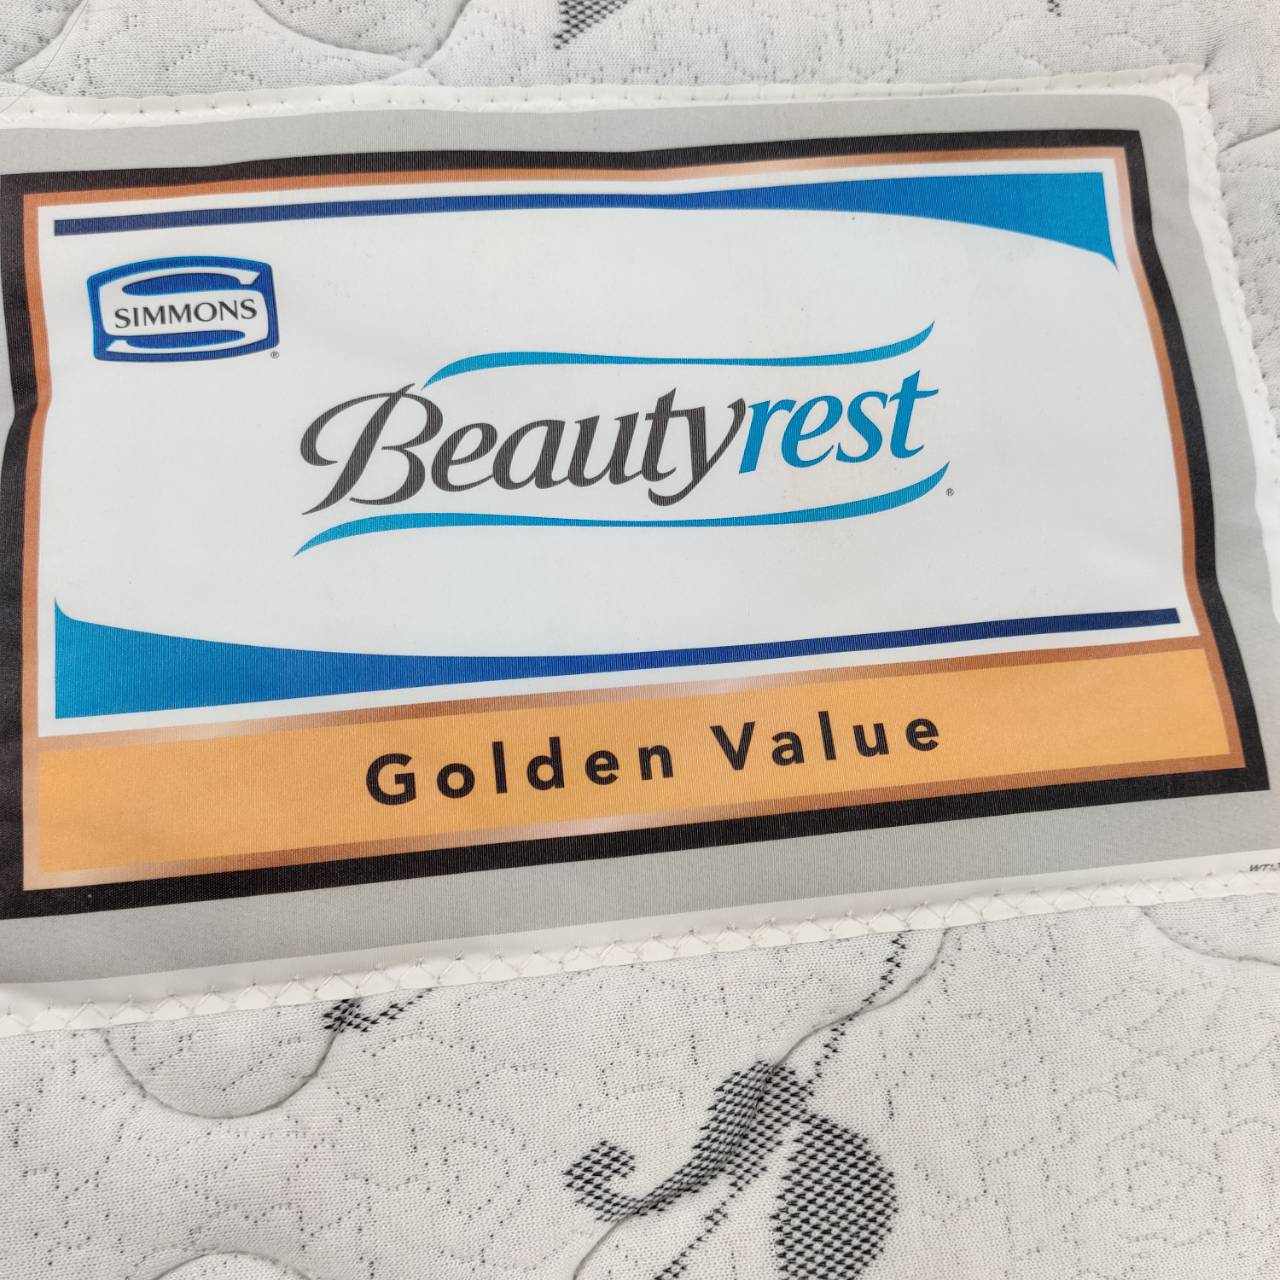 SIMMONS
®
Beautyrest
®
Golden Value